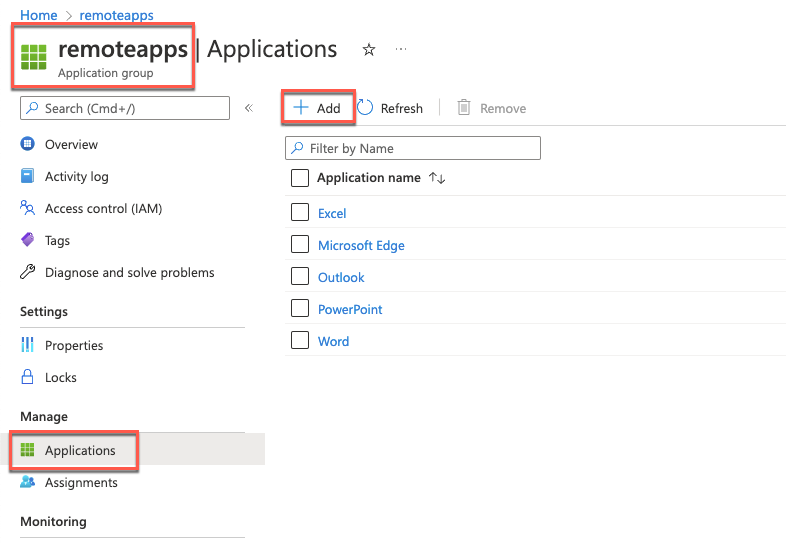 Home > remoteapps
remoteapps | Applications
Application group
Search (Cmd+/)
«
Overview
Activity log
Access control (IAM)
Tags
Diagnose and solve problems
Settings
Properties
Locks
Manage
Applications
Assignments
Monitoring
+ Add
Refresh
Remove
Filter by Name
Application name ↑↓
Excel
Microsoft Edge
Outlook
PowerPoint
Word